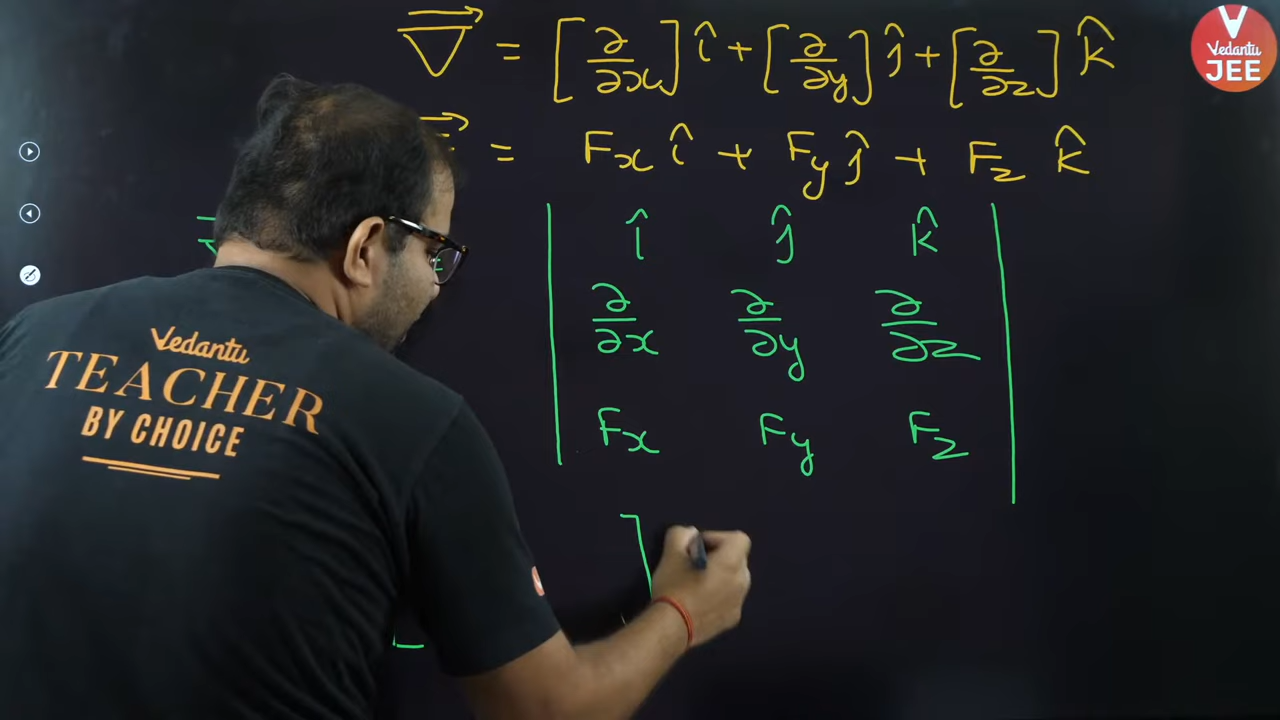 ∇⃗ = [∂/∂x] î + [∂/∂y] ĵ + [∂/∂z] k̂
= Fx î + Fy ĵ + Fz k̂
î ĵ k̂
∂/∂x ∂/∂y ∂/∂z
Fx Fy Fz
Vedantu
JEE
Vedantu
TEACHER
BY CHOICE